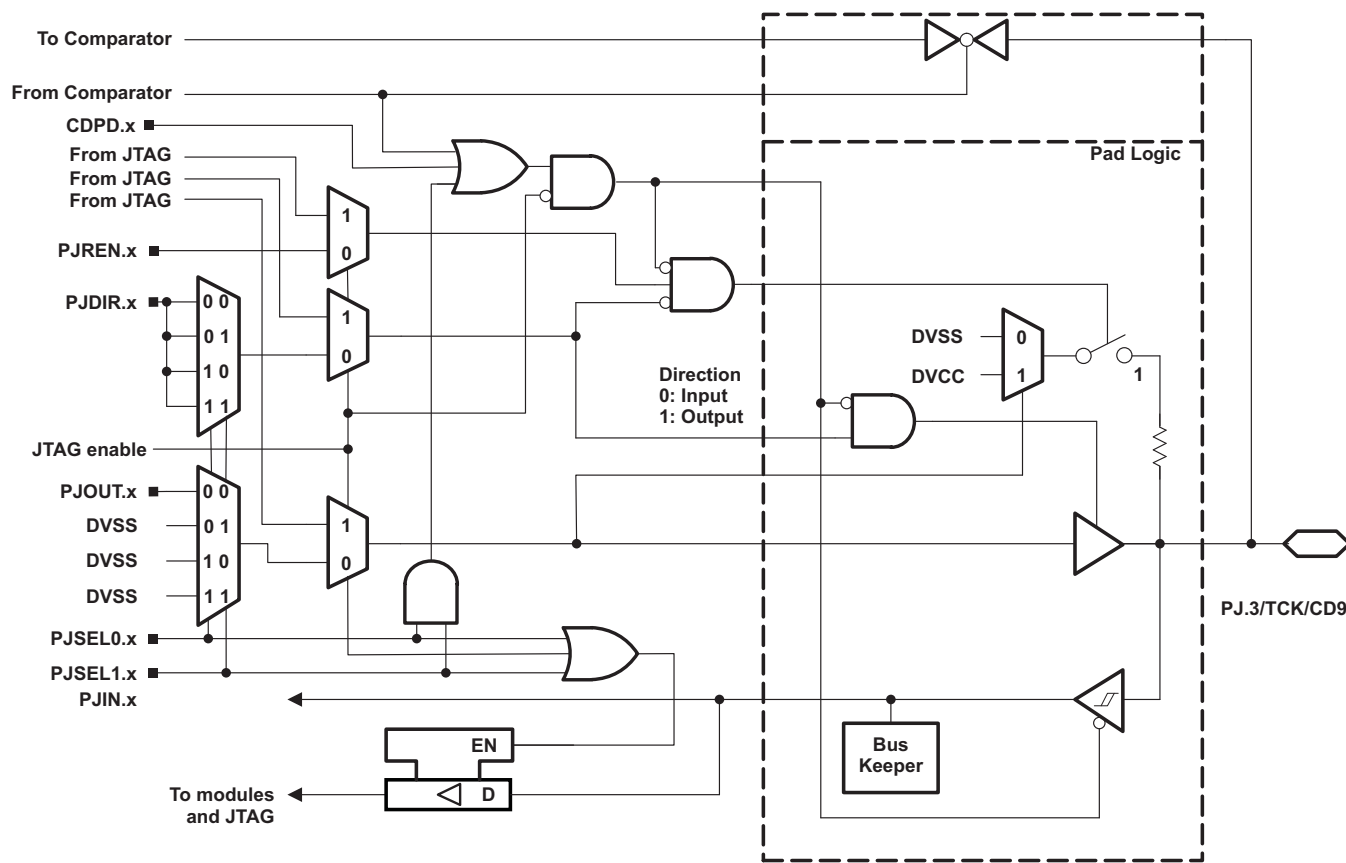 To Comparator
From Comparator
CDPD.x
From JTAG
From JTAG
From JTAG
Pad Logic
1
0
PJREN.x
PJDIR.x
0 0
0 1
1 0
1 1
1
0
DVSS
0
DVCC
1
1
Direction
0: Input
1: Output
JTAG enable
PJOUT.x
0 0
DVSS
0 1
DVSS
1 0
DVSS
1 1
1
0
PJ.3/TCK/CD9
PJSEL0.x
PJSEL1.x
PJIN.x
EN
D
Bus
Keeper
To modules
and JTAG